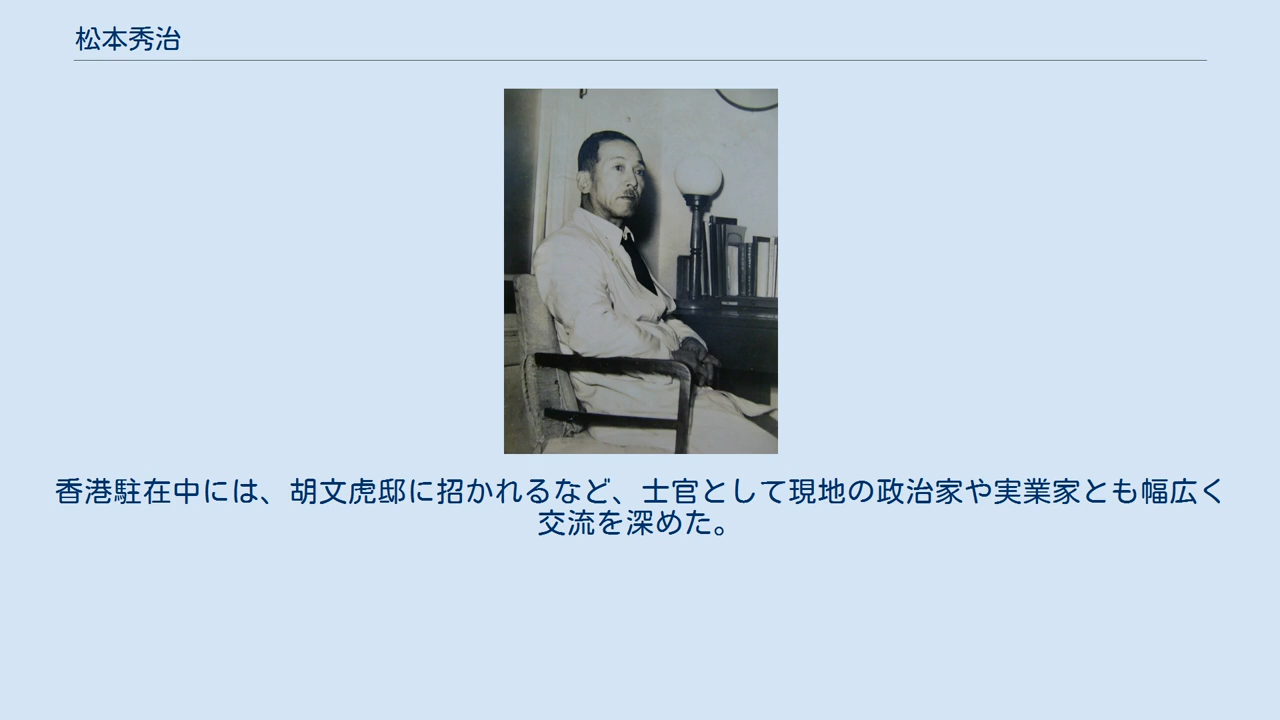 松本秀治
香港駐在中には、胡文虎邸に招かれるなど、士官として現地の政治家や実業家とも幅広く
交流を深めた。